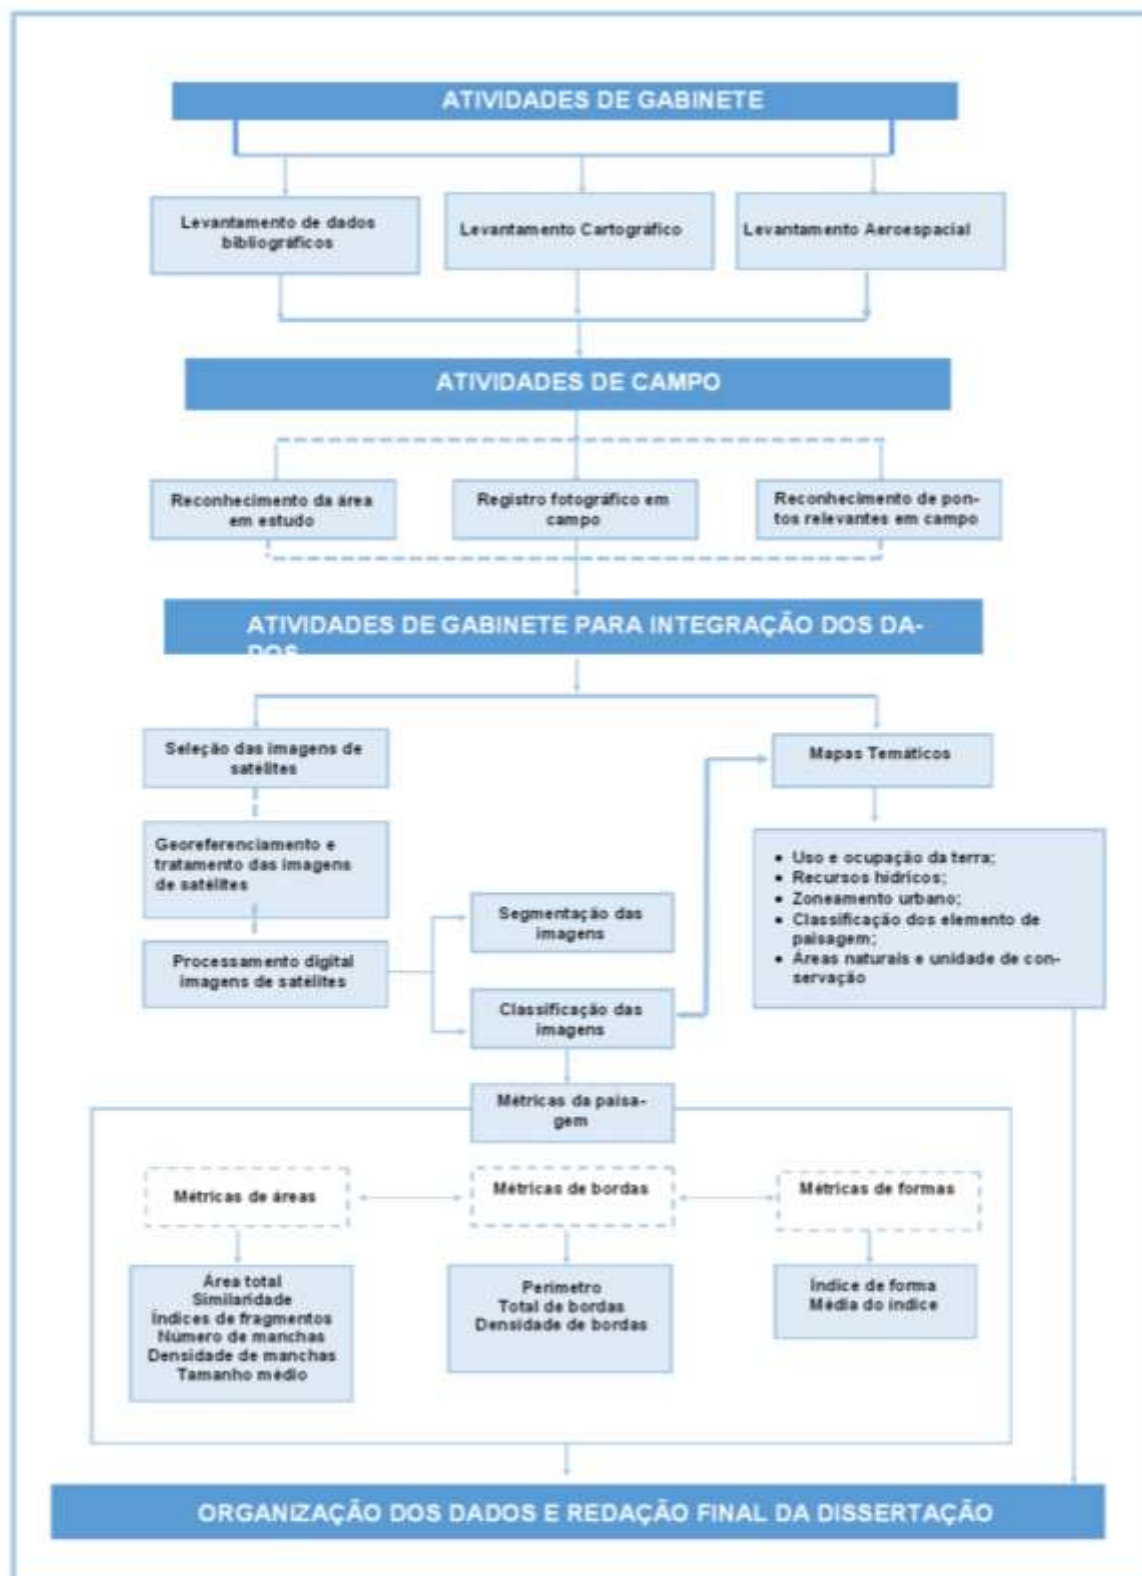 ATIVIDADES DE GABINETE
Levantamento de dados
bibliográficos
Levantamento Cartográfico
Levantamento Aeroespacial
ATIVIDADES DE CAMPO
Reconhecimento da área
em estudo
Registro fotográfico em
campo
Reconhecimento de pon-
tos relevantes em campo
ATIVIDADES DE GABINETE PARA INTEGRAÇÃO DOS DA-
DOS
Seleção das imagens de
satélites
Mapas Temáticos
Georeferenciamento e
tratamento das imagens
de satélites
• Uso e ocupação da terra;
• Recursos hídricos;
• Zoneamento urbano;
• Classificação dos elemento de
paisagem;
• Áreas naturais e unidade de con-
servação
Segmentação das
imagens
Processamento digital
imagens de satélites
Classificação das
imagens
Métricas da paisa-
gem
Métricas de áreas
Métricas de bordas
Métricas de formas
Área total
Similaridade
Índices de fragmentos
Número de manchas
Densidade de manchas
Tamanho médio
Perímetro
Total de bordas
Densidade de bordas
Índice de forma
Média do índice
ORGANIZAÇÃO DOS DADOS E REDAÇÃO FINAL DA DISSERTAÇÃO